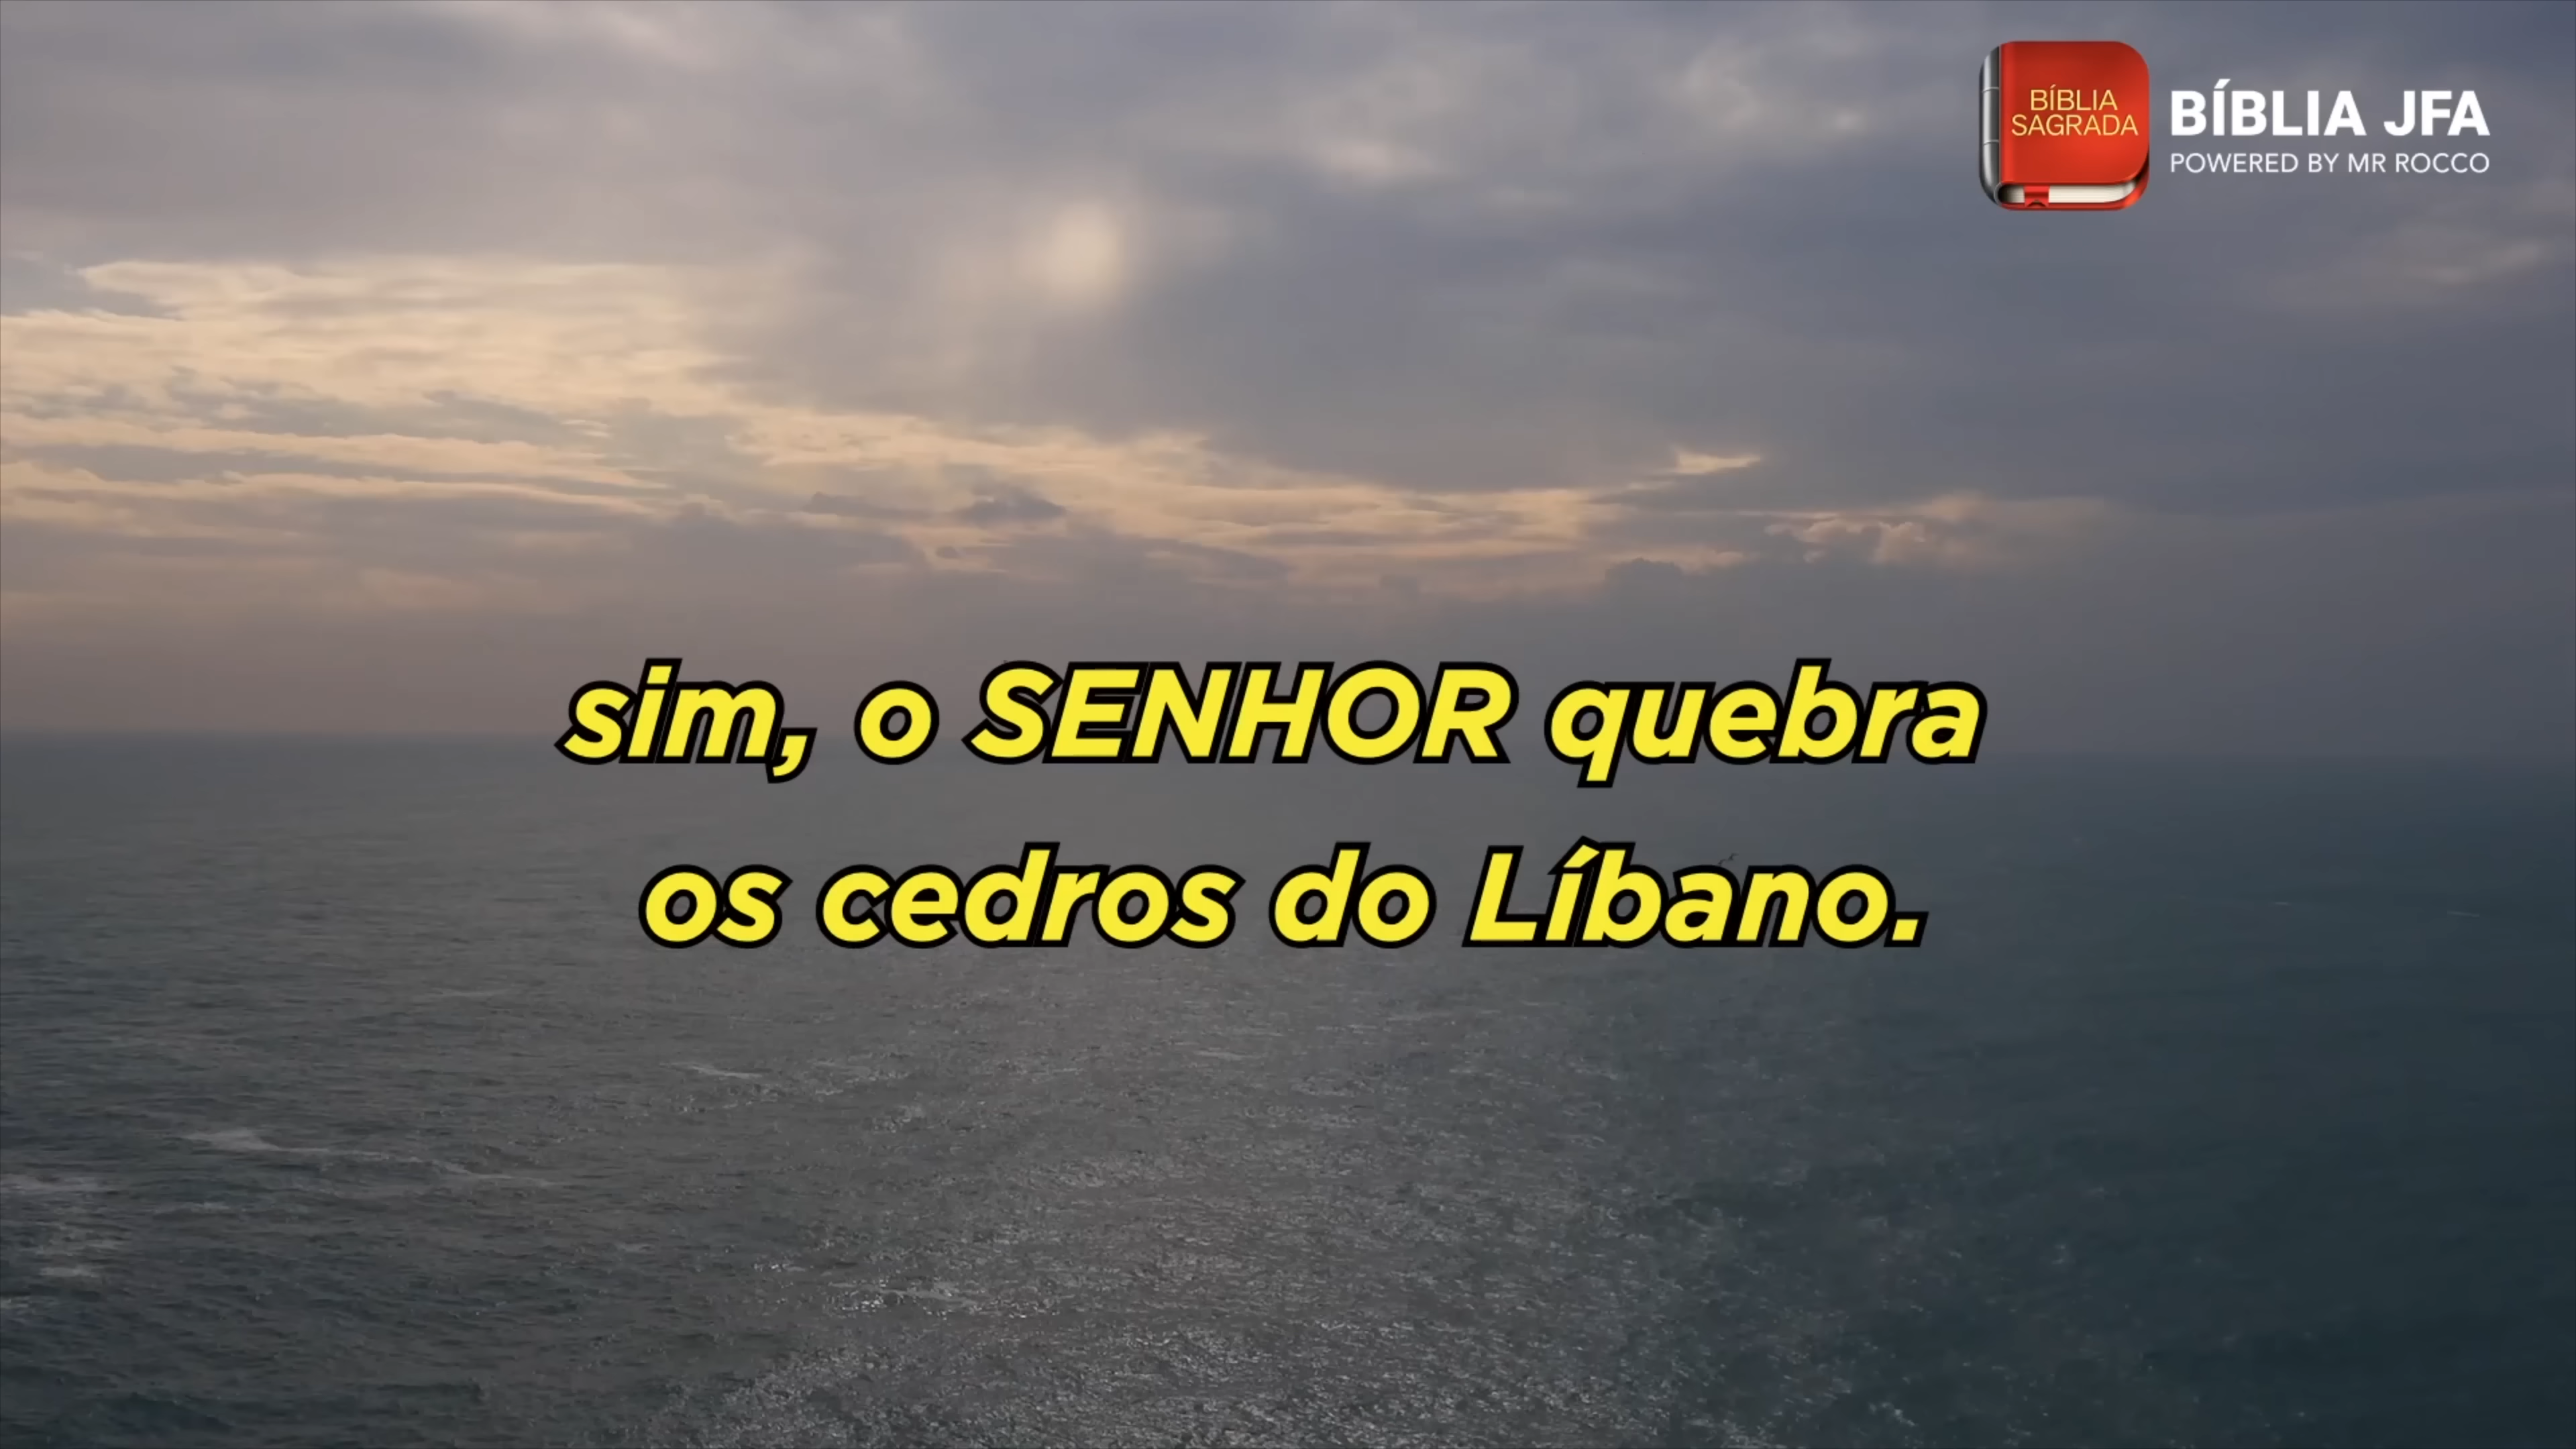 BÍBLIA
SAGRADA
BÍBLIA JFA
POWERED BY MR ROCCO
sim, o SENHOR quebra
os cedros do Líbano.